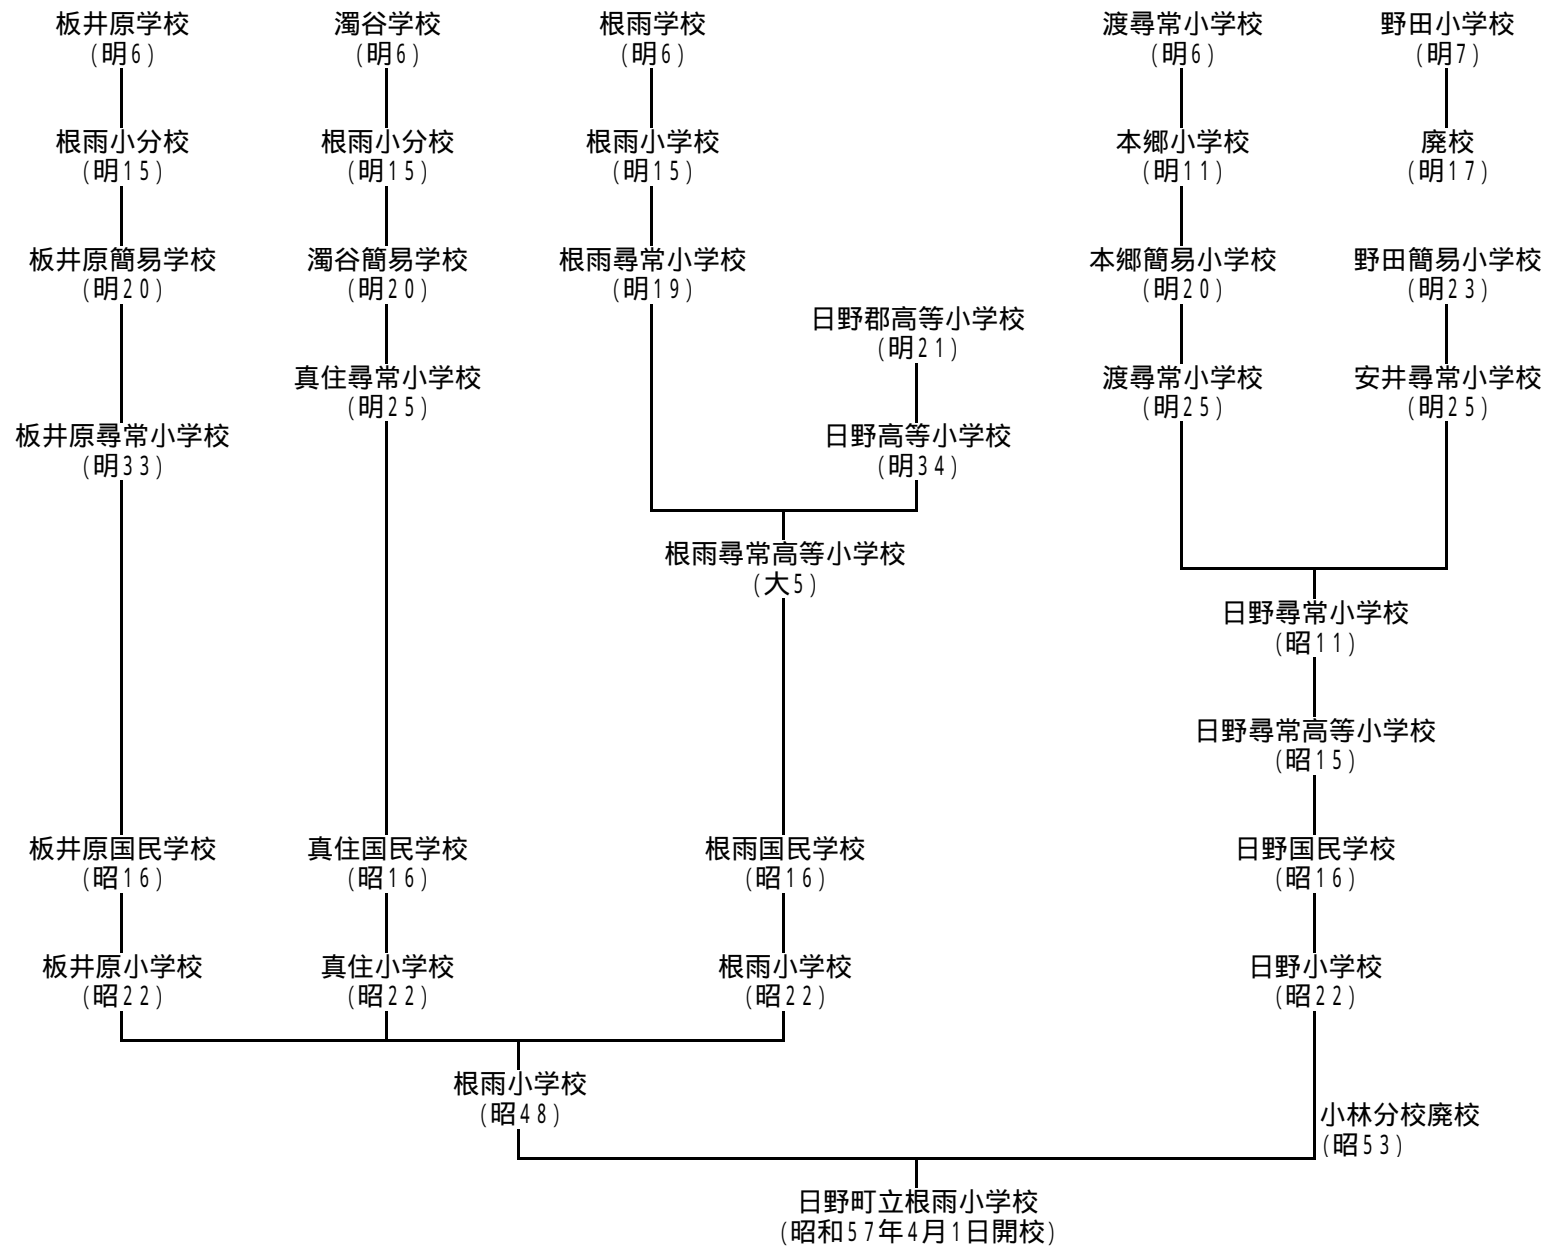 板井原学校
(明6)
濁谷学校
(明6)
根雨学校
(明6)
渡尋常小学校
(明6)
野田小学校
(明7)
根雨小分校
(明15)
根雨小分校
(明15)
根雨小学校
(明15)
本郷小学校
(明11)
廃校
(明17)
板井原簡易学校
(明20)
濁谷簡易学校
(明20)
根雨尋常小学校
(明19)
本郷簡易小学校
(明20)
野田簡易小学校
(明23)
日野郡高等小学校
(明21)
真住尋常小学校
(明25)
渡尋常小学校
(明25)
安井尋常小学校
(明25)
板井原尋常小学校
(明33)
日野高等小学校
(明34)
根雨尋常高等小学校
(大5)
日野尋常小学校
(昭11)
日野尋常高等小学校
(昭15)
板井原国民学校
(昭16)
真住国民学校
(昭16)
根雨国民学校
(昭16)
日野国民学校
(昭16)
板井原小学校
(昭22)
真住小学校
(昭22)
根雨小学校
(昭22)
日野小学校
(昭22)
根雨小学校
(昭48)
小林分校廃校
(昭53)
日野町立根雨小学校
(昭和57年4月1日開校)